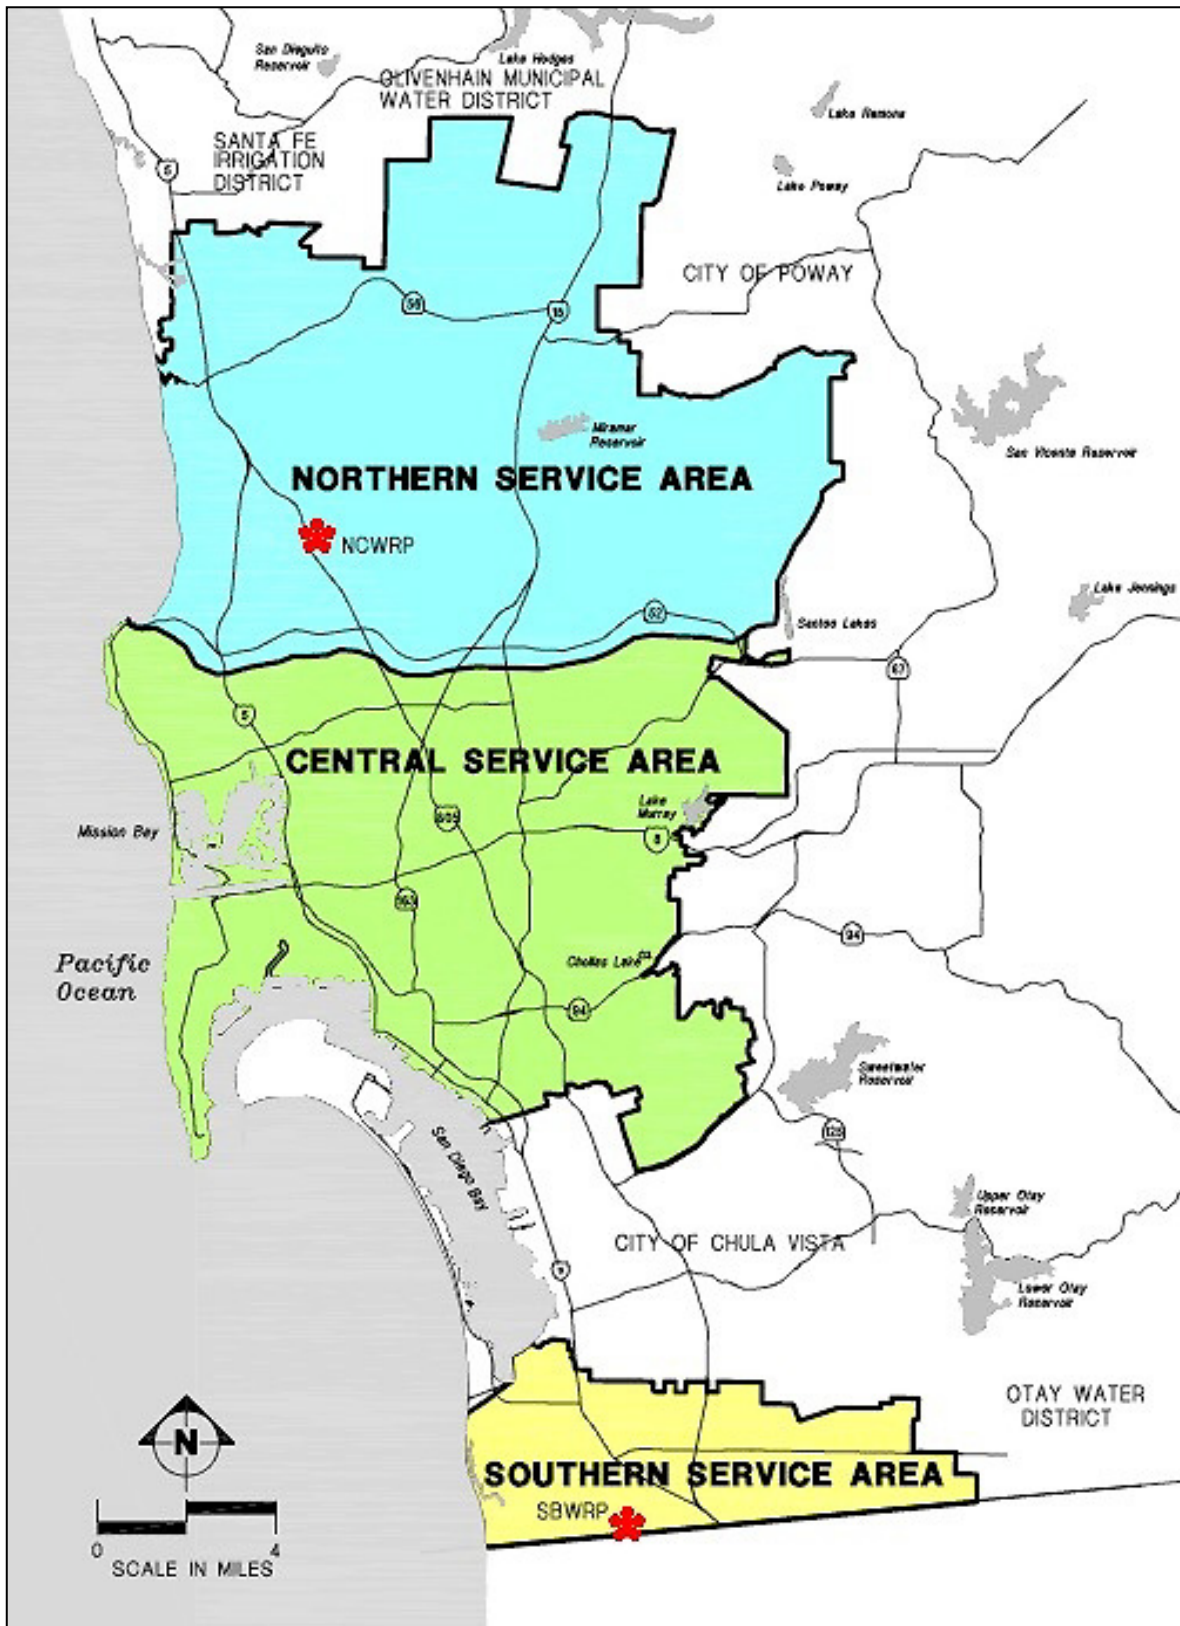 San Dieguito
Reservoir
Lake Hodges
OLIVENHAIN MUNICIPAL
WATER DISTRICT
Lake Ramona
SANTA FE
IRRIGATION
DISTRICT
5
Lake Poway
CITY OF POWAY
56
15
Miramar
Reservoir
San Vicente Reservoir
NORTHERN SERVICE AREA
NCWRP
Lake Jennings
52
Santee Lakes
67
5
CENTRAL SERVICE AREA
Lake
Murray
Mission Bay
805
8
163
94
Pacific
Ocean
Chollas Lake
94
Sweetwater
Reservoir
125
San Diego Bay
Upper Otay
Reservoir
CITY OF CHULA VISTA
5
Lower Otay
Reservoir
OTAY WATER
DISTRICT
N
SOUTHERN SERVICE AREA
SBWRP
0 4
SCALE IN MILES